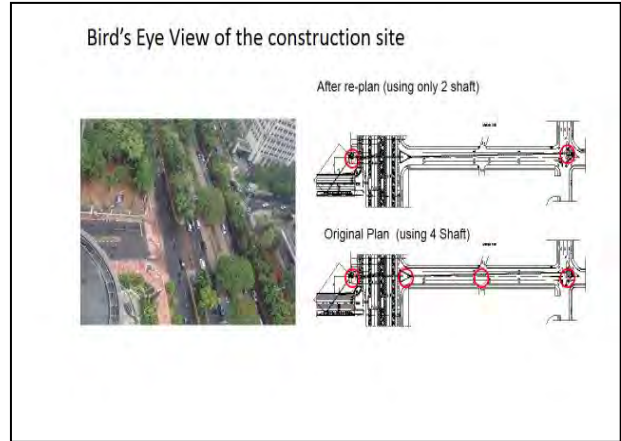 Bird's Eye View of the construction site
After re-plan (using only 2 shaft)
Original Plan  (using 4 Shaft)